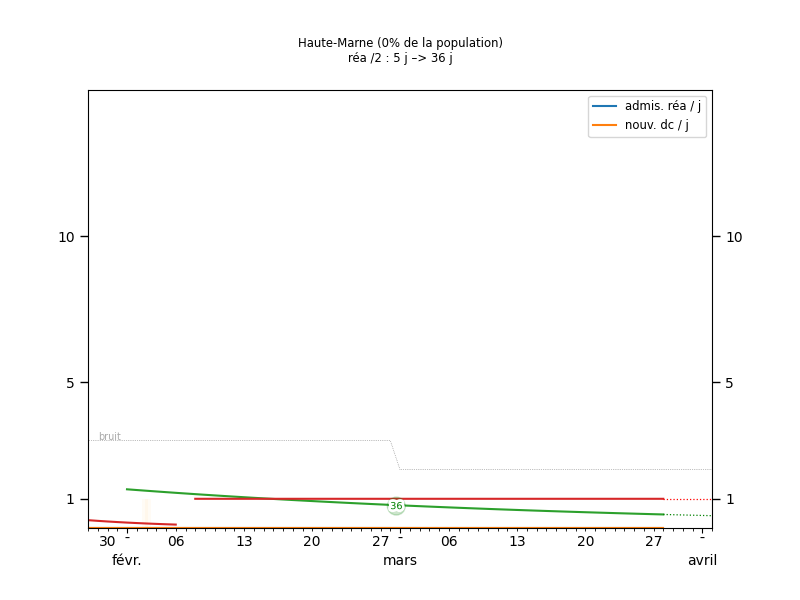 Haute-Marne (0% de la population)
réa /2 : 5 j –> 36 j
admis. réa / j
nouv. dc / j
10
10
5
5
bruit
1
1
36
30 - 06 13 20 27 - 06 13 20 27 -
févr. mars avril